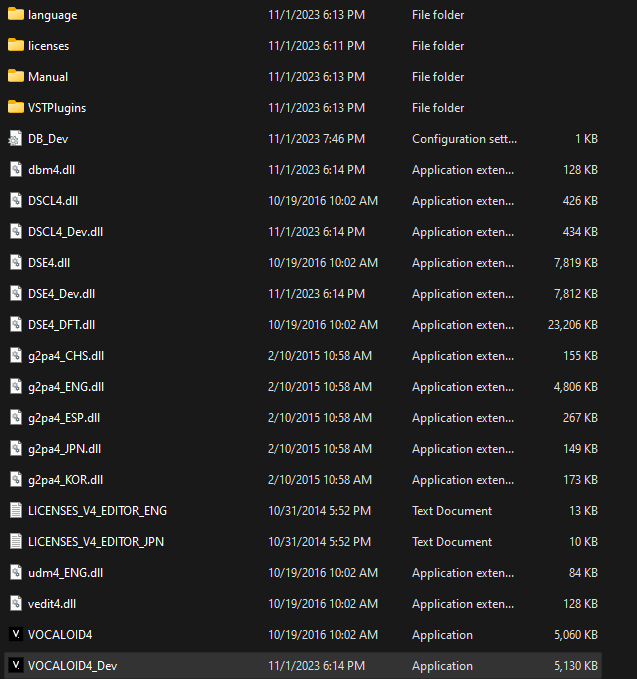 language 11/1/2023 6:13 PM File folder
licenses 11/1/2023 6:11 PM File folder
Manual 11/1/2023 6:13 PM File folder
VSTPlugins 11/1/2023 6:13 PM File folder
DB_Dev 11/1/2023 7:46 PM Configuration sett... 1 KB
dbm4.dll 11/1/2023 6:14 PM Application exten... 128 KB
DSCL4.dll 10/19/2016 10:02 AM Application exten... 426 KB
DSCL4_Dev.dll 11/1/2023 6:14 PM Application exten... 434 KB
DSE4.dll 10/19/2016 10:02 AM Application exten... 7,819 KB
DSE4_Dev.dll 11/1/2023 6:14 PM Application exten... 7,812 KB
DSE4_DFT.dll 10/19/2016 10:02 AM Application exten... 23,206 KB
g2pa4_CHS.dll 2/10/2015 10:58 AM Application exten... 155 KB
g2pa4_ENG.dll 2/10/2015 10:58 AM Application exten... 4,806 KB
g2pa4_ESP.dll 2/10/2015 10:58 AM Application exten... 267 KB
g2pa4_JPN.dll 2/10/2015 10:58 AM Application exten... 149 KB
g2pa4_KOR.dll 2/10/2015 10:58 AM Application exten... 173 KB
LICENSES_V4_EDITOR_ENG 10/31/2014 5:52 PM Text Document 13 KB
LICENSES_V4_EDITOR_JPN 10/31/2014 5:52 PM Text Document 10 KB
udm4_ENG.dll 10/19/2016 10:02 AM Application exten... 84 KB
vedit4.dll 10/19/2016 10:02 AM Application exten... 128 KB
V. VOCALOID4 10/19/2016 10:02 AM Application 5,060 KB
V. VOCALOID4_Dev 11/1/2023 6:14 PM Application 5,130 KB